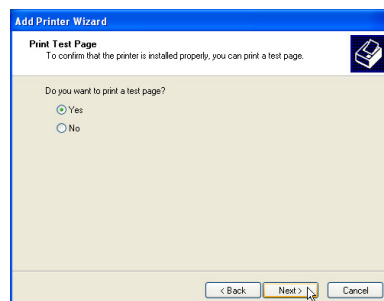 Add Printer Wizard
Print Test Page
To confirm that the printer is installed properly, you can print a test page.
Do you want to print a test page?
Yes
No
< Back Next > Cancel